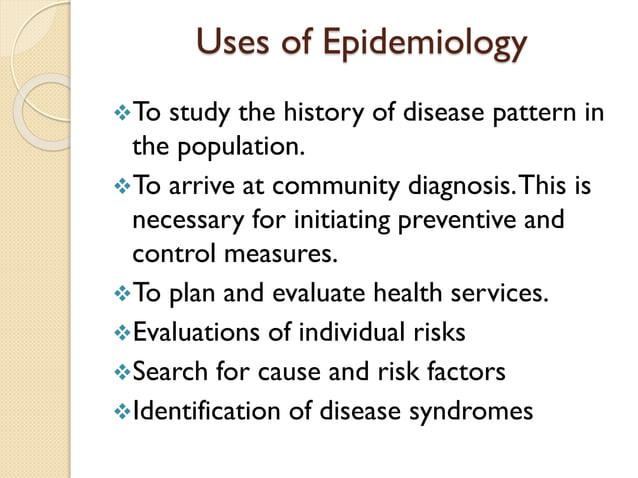 Uses of Epidemiology
❖To study the history of disease pattern in
the population.
❖To arrive at community diagnosis. This is
necessary for initiating preventive and
control measures.
❖To plan and evaluate health services.
❖Evaluations of individual risks
❖Search for cause and risk factors
❖Identification of disease syndromes